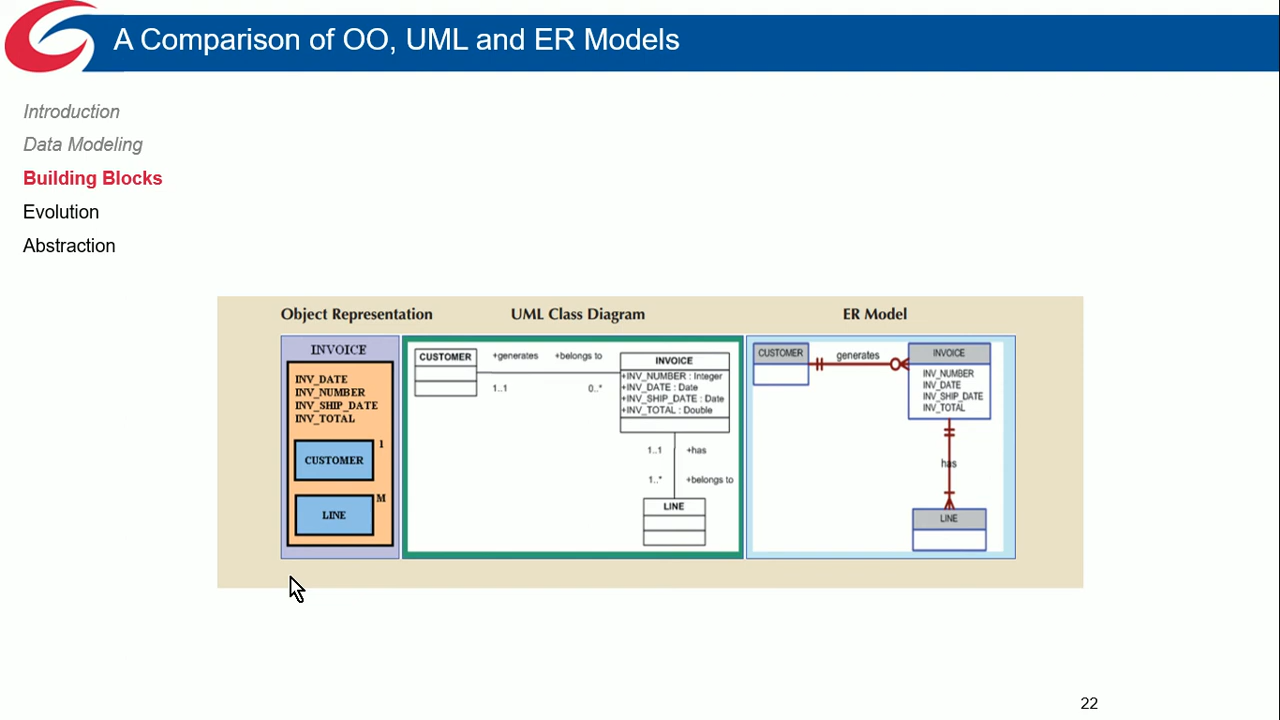 A Comparison of OO, UML and ER Models
Introduction
Data Modeling
Building Blocks
Evolution
Abstraction
Object Representation
UML Class Diagram
ER Model
INVOICE
INV_DATE
INV_NUMBER
INV_SHIP_DATE
INV_TOTAL
1
CUSTOMER
M
LINE
CUSTOMER
+generates
+belongs to
1..1
0..*
INVOICE
+INV_NUMBER : Integer
+INV_DATE : Date
+INV_SHIP_DATE : Date
+INV_TOTAL : Double
1..1
+has
1..*
+belongs to
LINE
CUSTOMER
generates
INVOICE
INV_NUMBER
INV_DATE
INV_SHIP_DATE
INV_TOTAL
has
LINE
22